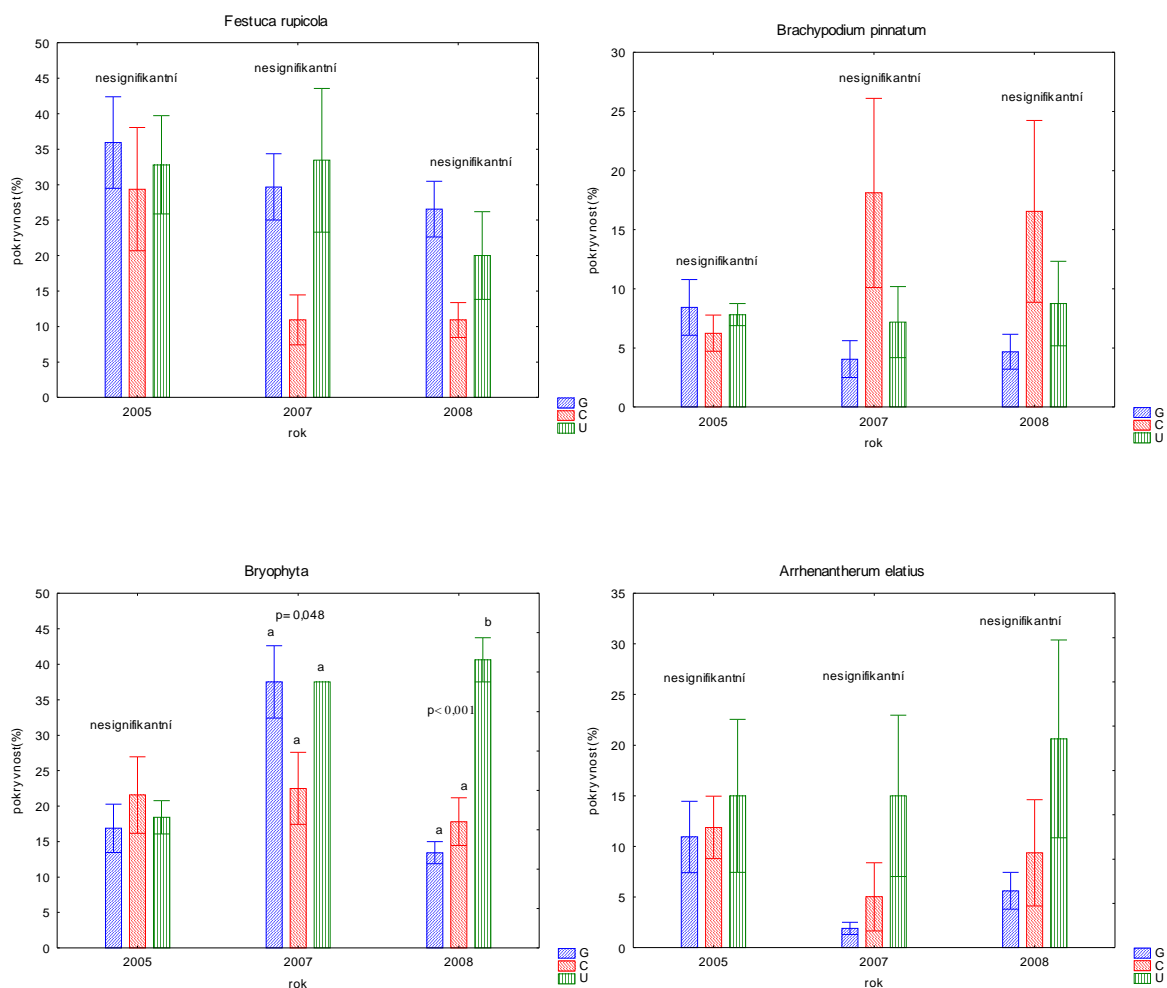 Festuca rupicola
50
45
40
35
30
25
20
15
10
5
0
pokryvnost(%)
nesignifikantní
nesignifikantní
nesignifikantní
2005
2007
2008
rok
G
C
U
Brachypodium pinnatum
30
25
20
15
10
5
0
pokryvnost(%)
nesignifikantní
nesignifikantní
nesignifikantní
2005
2007
2008
rok
G
C
U
Bryophyta
50
45
40
35
30
25
20
15
10
5
0
pokryvnost(%)
nesignifikantní
p= 0,048
a
a
a
b
p< 0,001
a
a
2005
2007
2008
rok
G
C
U
Arrhenantherum elatius
35
30
25
20
15
10
5
0
pokryvnost(%)
nesignifikantní
nesignifikantní
nesignifikantní
2005
2007
2008
rok
G
C
U